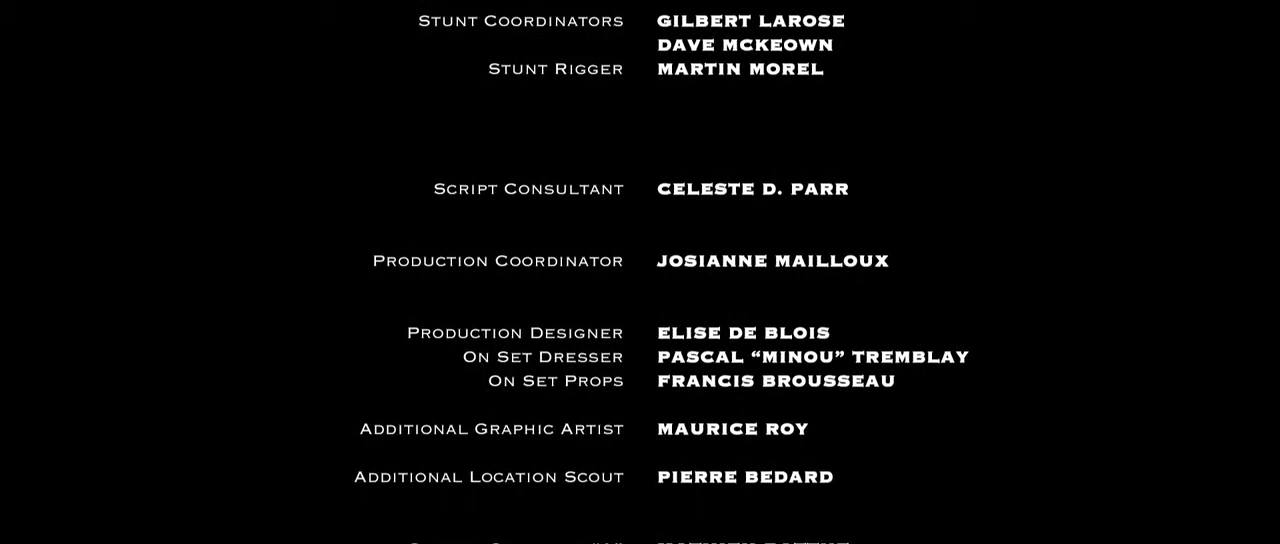 Stunt Coordinators GILBERT LAROSE
DAVE MCKEOWN
Stunt Rigger MARTIN MOREL
Script Consultant CELESTE D. PARR
Production Coordinator JOSIANNE MAILLOUX
Production Designer ELISE DE BLOIS
On Set Dresser PASCAL “MINOU” TREMBLAY
On Set Props FRANCIS BROUSSEAU
Additional Graphic Artist MAURICE ROY
Additional Location Scout PIERRE BEDARD